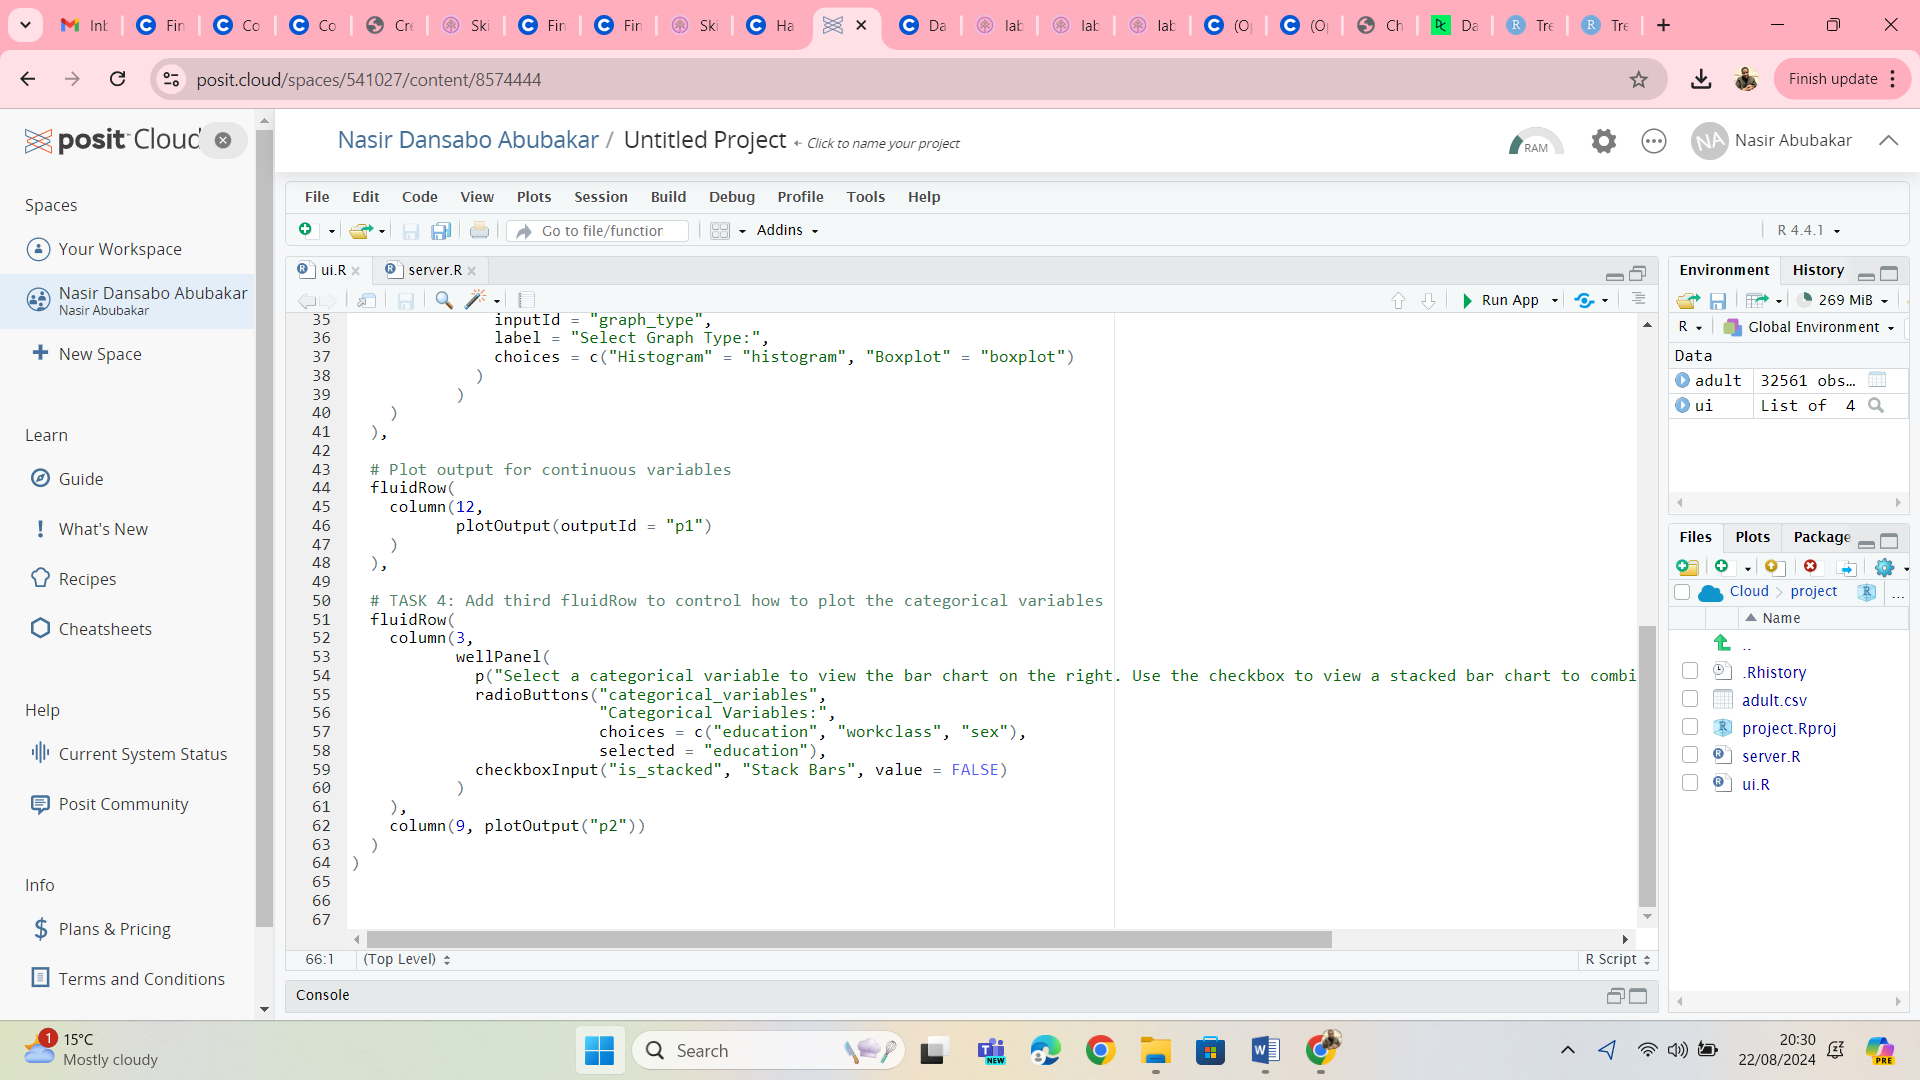 Inb
Fin
Co
Co
Cre
Ski
Fin
Fin
Ski
Ha
Da
lab
lab
lab
(O
(O
Ch
Da
Tre
Tre
posit.cloud/spaces/541027/content/8574444
Finish update
posit Cloud
Nasir Dansabo Abubakar / Untitled Project ← Click to name your project
RAM
NA
Nasir Abubakar
Spaces
Your Workspace
Nasir Dansabo Abubakar
Nasir Abubakar
New Space
Learn
Guide
What's New
Recipes
Cheatsheets
Help
Current System Status
Posit Community
Info
Plans & Pricing
Terms and Conditions
File Edit Code View Plots Session Build Debug Profile Tools Help
Go to file/function
Addins
R 4.4.1
ui.R
server.R
Run App
35 inputId = "graph_type",
36 label = "Select Graph Type:",
37 choices = c("Histogram" = "histogram", "Boxplot" = "boxplot")
38 )
39 )
40 )
41 ),
42
43 # Plot output for continuous variables
44 fluidRow(
45 column(12,
46 plotOutput(outputId = "p1")
47 )
48 ),
49
50 # TASK 4: Add third fluidRow to control how to plot the categorical variables
51 fluidRow(
52 column(3,
53 wellPanel(
54 p("Select a categorical variable to view the bar chart on the right. Use the checkbox to view a stacked bar chart to combi
55 radioButtons("categorical_variables",
56 "Categorical Variables:",
57 choices = c("education", "workclass", "sex"),
58 selected = "education"),
59 checkboxInput("is_stacked", "Stack Bars", value = FALSE)
60 )
61 ),
62 column(9, plotOutput("p2"))
63 )
64 )
65
66
67
66:1
(Top Level)
R Script
Console
Environment History
269 MiB
R
Global Environment
Data
adult 32561 obs…
ui List of 4
Files Plots Package
Cloud project
...
Name
..
.Rhistory
adult.csv
project.Rproj
server.R
ui.R
1
15°C
Mostly cloudy
Search
NEW
20:30
22/08/2024
PRE